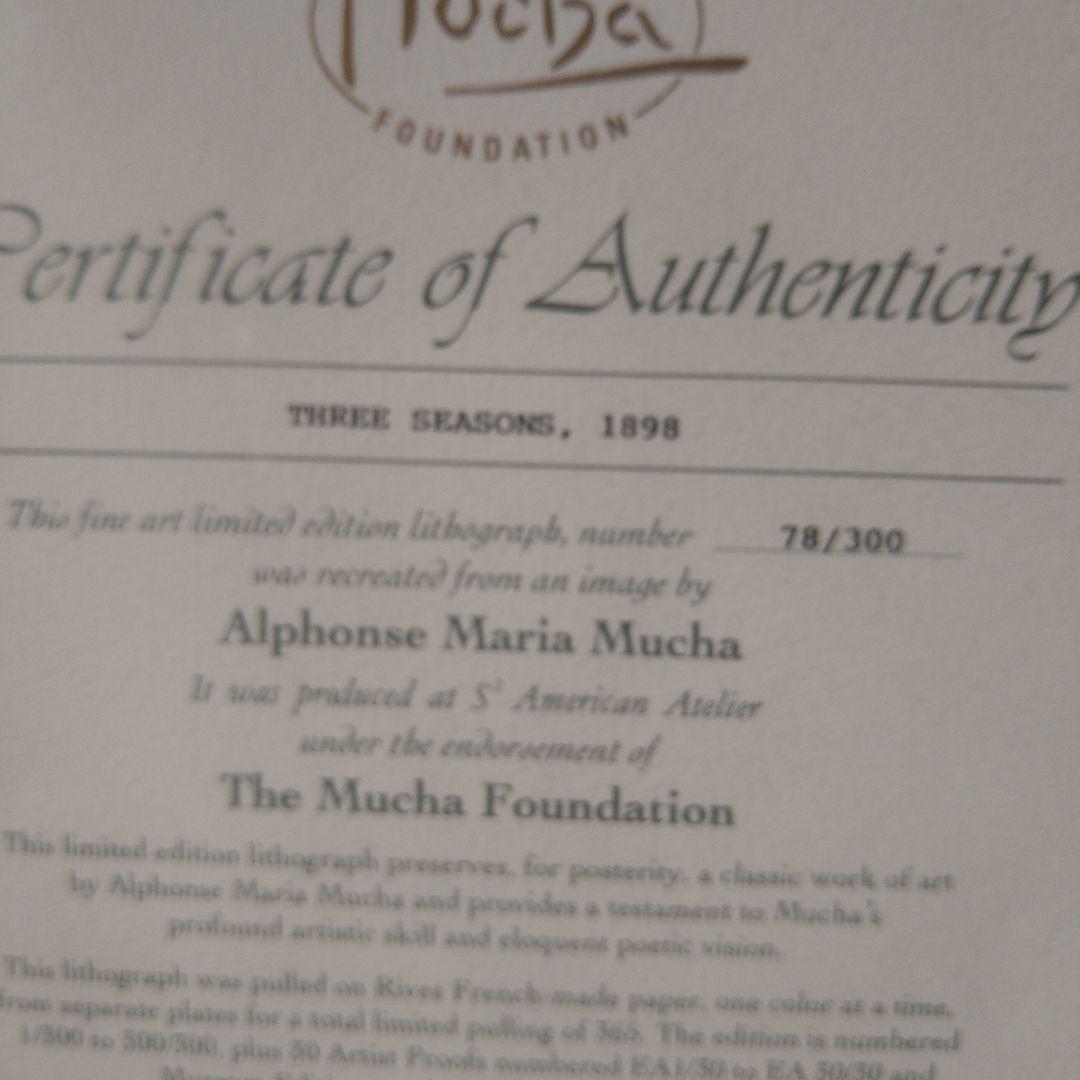 Mucha
FOUNDATION
Certificate of Authenticity
THREE SEASONS, 1898
This fine art limited edition lithograph, number 78/300
was recreated from an image by
Alphonse Maria Mucha
It was produced at S² American Atelier
under the endorsement of
The Mucha Foundation
This limited edition lithograph preserves, for posterity, a classic work of art
by Alphonse Maria Mucha and provides a testament to Mucha's
profound artistic skill and eloquent poetic vision.
This lithograph was pulled on Rives French-made paper, one color at a time,
from separate plates for a total limited pulling of 365. The edition is numbered
1/300 to 300/300, plus 30 Artist Proofs numbered EA1/30 to EA 30/30 and